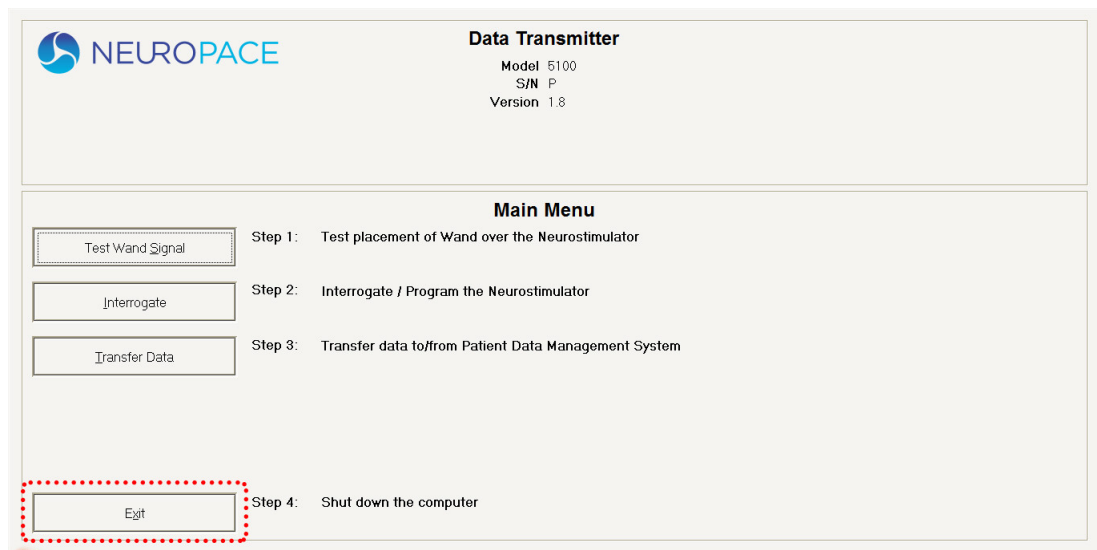 NEUROPACE
Data Transmitter
Model 5100
S/N P
Version 1.8
Main Menu
Test Wand Signal Step 1: Test placement of Wand over the Neurostimulator
Interrogate Step 2: Interrogate / Program the Neurostimulator
Transfer Data Step 3: Transfer data to/from Patient Data Management System
Exit Step 4: Shut down the computer